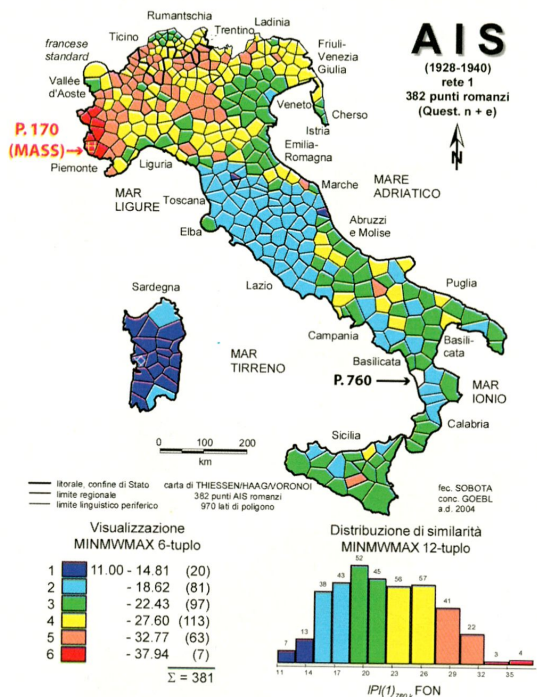 AIS
(1928-1940)
rete 1
382 punti romanzi
(Quest. n + e)
N
Rumantschia
Ticino
Trentino
Ladinia
francese
standard
Friuli-
Venezia
Giulia
Vallée
d'Aoste
Veneto
Cherso
Istria
P.170
(MASS)
Emilia-
Romagna
Piemonte
Liguria
Marche
MARE
ADRIATICO
MAR
LIGURE
Toscana
Elba
Abruzzi
e Molise
Lazio
Puglia
Sardegna
Campania
Basili-
cata
MAR
TIRRENO
Basilicata
P.760
MAR
IONIO
Calabria
Sicilia
0 100 200
km
litorale, confine di Stato
limite regionale
limite linguistico periferico
carta di THIESSEN/HAAG/VORONOI
382 punti AIS romanzi
970 lati di poligono
fec. SOBOTA
conc. GOEBL
a.d. 2004
Visualizzazione
MINMWMAX 6-tuplo
1 11.00 - 14.81 (20)
2 - 18.62 (81)
3 - 22.43 (97)
4 - 27.60 (113)
5 - 32.77 (63)
6 - 37.94 (7)
Σ = 381
Distribuzione di similarità
MINMWMAX 12-tuplo
7 13 38 43 52 45 56 57 41 22 3 4
11 14 17 20 22 26 29 32 35
FON